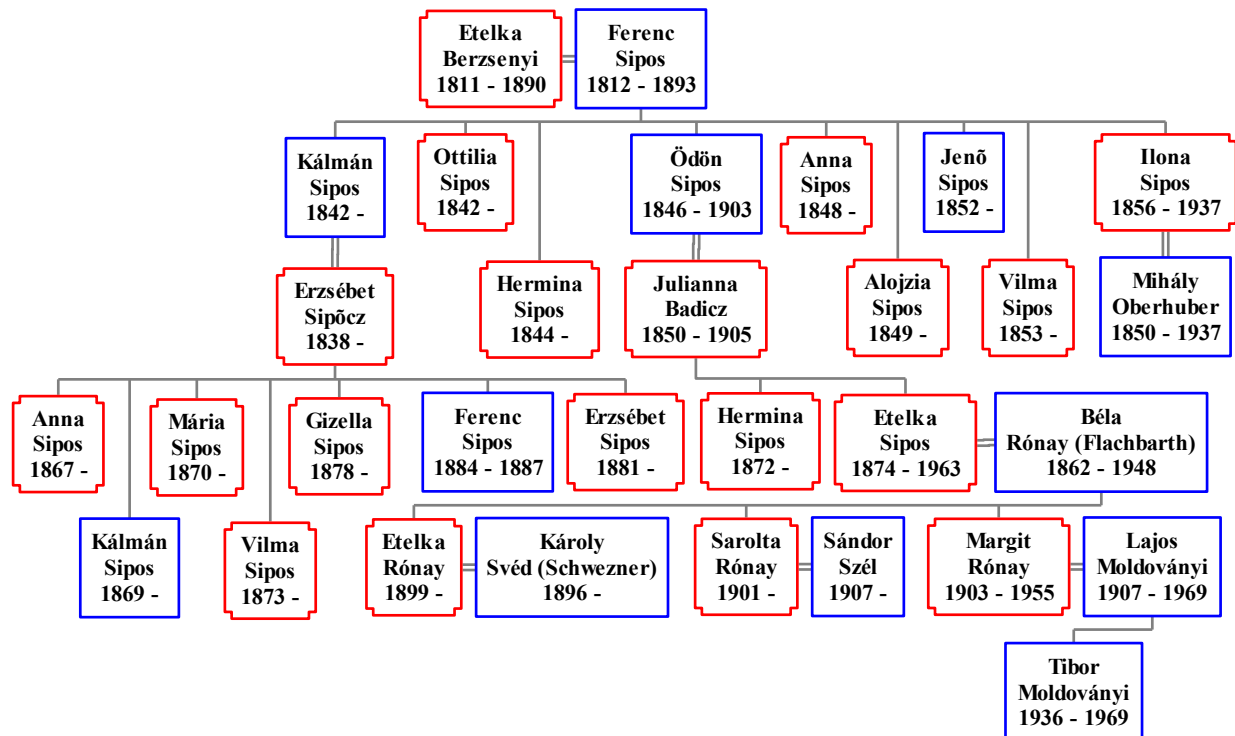 Etelka
Berzsenyi
1811 - 1890
Ferenc
Sipos
1812 - 1893
Kálmán
Sipos
1842 -
Ottilia
Sipos
1842 -
Ödön
Sipos
1846 - 1903
Anna
Sipos
1848 -
Jenõ
Sipos
1852 -
Ilona
Sipos
1856 - 1937
Erzsébet
Sipõcz
1838 -
Hermina
Sipos
1844 -
Julianna
Badicz
1850 - 1905
Alojzia
Sipos
1849 -
Vilma
Sipos
1853 -
Mihály
Oberhuber
1850 - 1937
Anna
Sipos
1867 -
Mária
Sipos
1870 -
Gizella
Sipos
1878 -
Ferenc
Sipos
1884 - 1887
Erzsébet
Sipos
1881 -
Hermina
Sipos
1872 -
Etelka
Sipos
1874 - 1963
Béla
Rónay (Flachbarth)
1862 - 1948
Kálmán
Sipos
1869 -
Vilma
Sipos
1873 -
Etelka
Rónay
1899 -
Károly
Svéd (Schwezner)
1896 -
Sarolta
Rónay
1901 -
Sándor
Szél
1907 -
Margit
Rónay
1903 - 1955
Lajos
Moldoványi
1907 - 1969
Tibor
Moldoványi
1936 - 1969